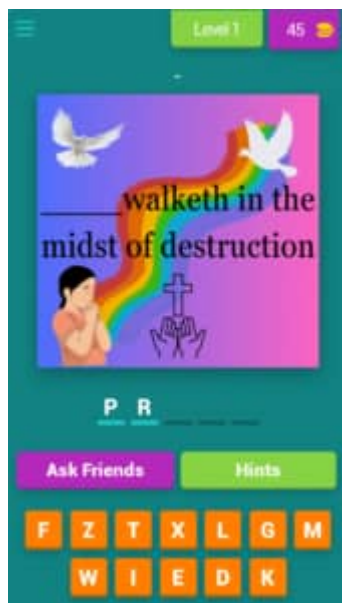 Level 1
45
_____walketh in the
midst of destruction
P R _ _ _
Ask Friends
Hints
F Z T X L G M
W I E D K